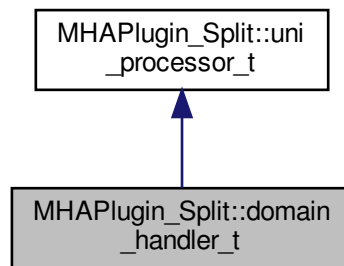 MHAPlugin_Split::uni
_processor_t
MHAPlugin_Split::domain
_handler_t